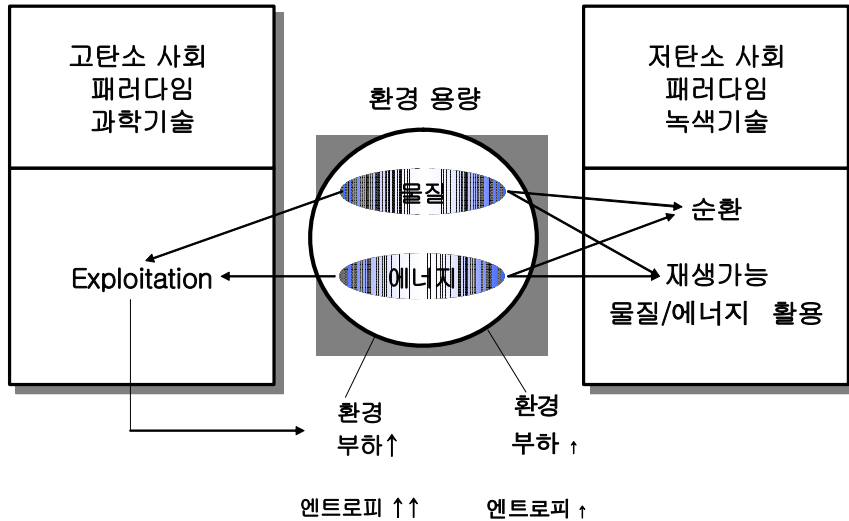 고탄소 사회
패러다임
과학기술
Exploitation
환경 용량
물질
에너지
환경
부하↑
엔트로피 ↑↑
환경
부하 ↑
엔트로피 ↑
저탄소 사회
패러다임
녹색기술
순환
재생가능
물질/에너지 활용